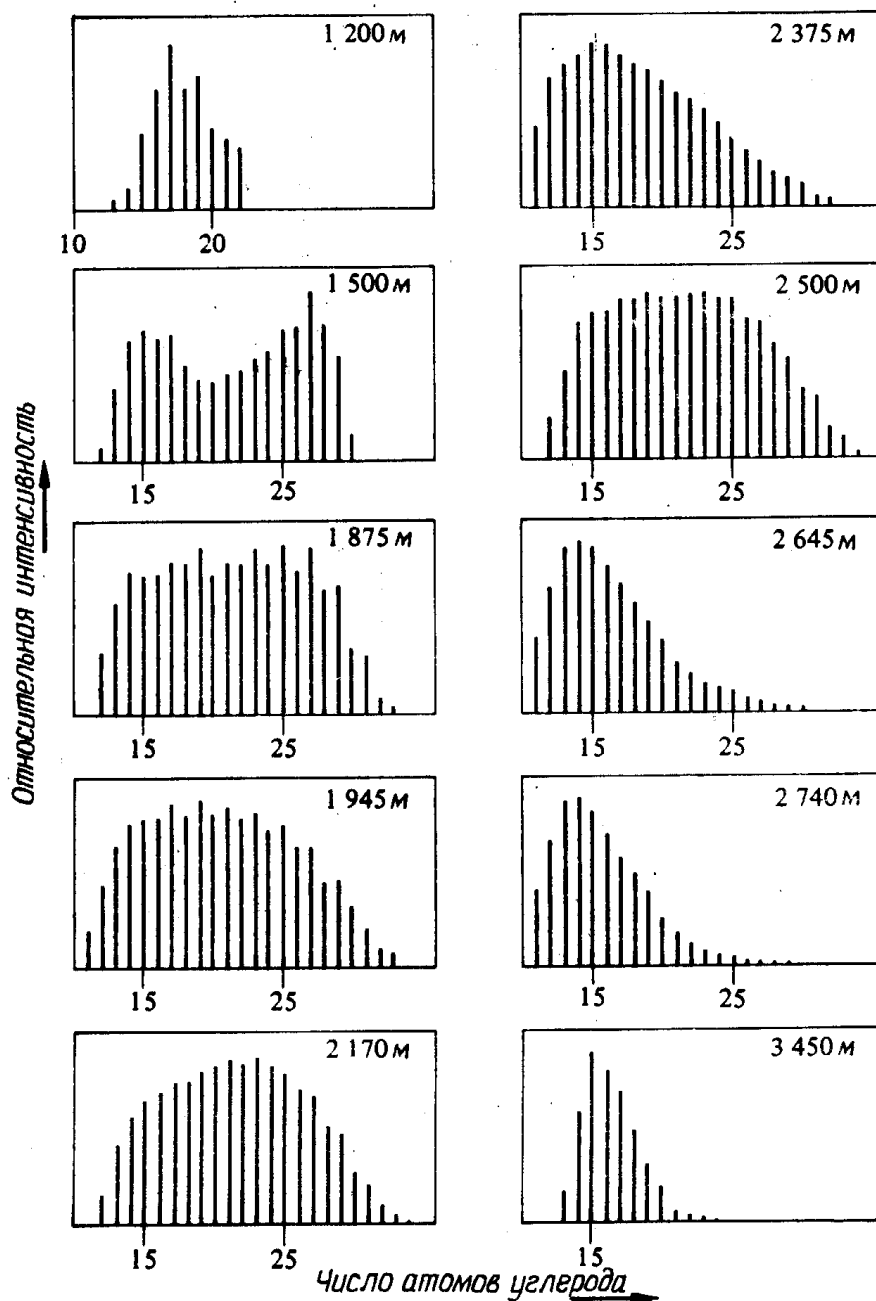 1 200 м
10 20
2 375 м
15 25
1 500 м
15 25
2 500 м
15 25
1 875 м
15 25
2 645 м
15 25
1 945 м
15 25
2 740 м
15 25
2 170 м
15 25
3 450 м
15
Относительная интенсивность
Число атомов углерода